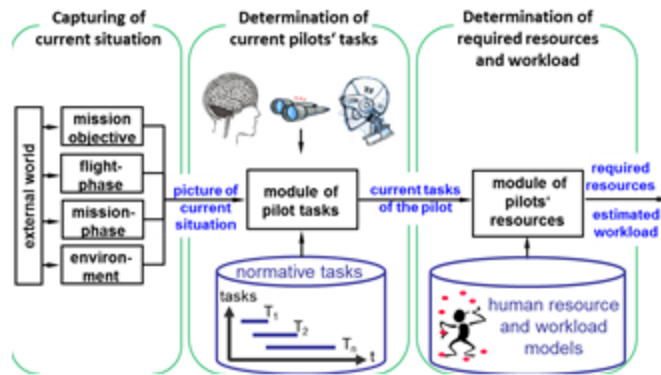 Capturing of
current situation
Determination of
current pilots' tasks
Determination of
required resources
and workload
external world
mission
objective
flight-
phase
mission-
phase
environ-
ment
picture of
current
situation
module of
pilot tasks
current tasks
of the pilot
module of
pilots'
resources
required
resources
estimated
workload
normative tasks
tasks
T1
T2
Tn
t
human resource
and workload
models